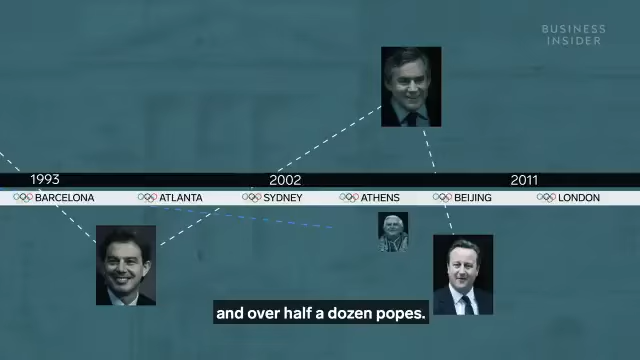 BUSINESS
INSIDER
1993 2002 2011
BARCELONA ATLANTA SYDNEY ATHENS BEIJING LONDON
and over half a dozen popes.